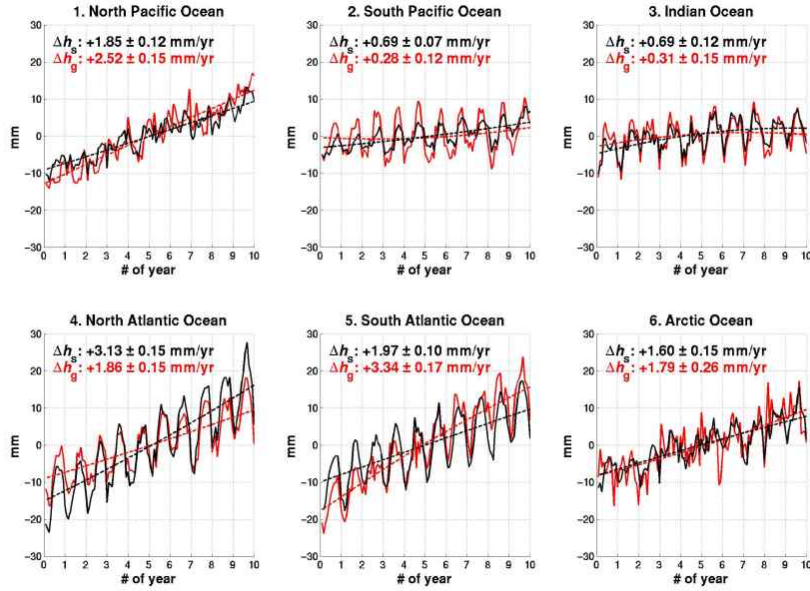 1. North Pacific Ocean
Δhs: +1.85 ± 0.12 mm/yr
Δhg: +2.52 ± 0.15 mm/yr
30
20
10
0
−10
−20
−30
mm
0 1 2 3 4 5 6 7 8 9 10
# of year
2. South Pacific Ocean
Δhs: +0.69 ± 0.07 mm/yr
Δhg: +0.28 ± 0.12 mm/yr
30
20
10
0
−10
−20
−30
mm
0 1 2 3 4 5 6 7 8 9 10
# of year
3. Indian Ocean
Δhs: +0.69 ± 0.12 mm/yr
Δhg: +0.31 ± 0.15 mm/yr
30
20
10
0
−10
−20
−30
mm
0 1 2 3 4 5 6 7 8 9 10
# of year
4. North Atlantic Ocean
Δhs: +3.13 ± 0.15 mm/yr
Δhg: +1.86 ± 0.15 mm/yr
30
20
10
0
−10
−20
−30
mm
0 1 2 3 4 5 6 7 8 9 10
# of year
5. South Atlantic Ocean
Δhs: +1.97 ± 0.10 mm/yr
Δhg: +3.34 ± 0.17 mm/yr
30
20
10
0
−10
−20
−30
mm
0 1 2 3 4 5 6 7 8 9 10
# of year
6. Arctic Ocean
Δhs: +1.60 ± 0.15 mm/yr
Δhg: +1.79 ± 0.26 mm/yr
30
20
10
0
−10
−20
−30
mm
0 1 2 3 4 5 6 7 8 9 10
# of year